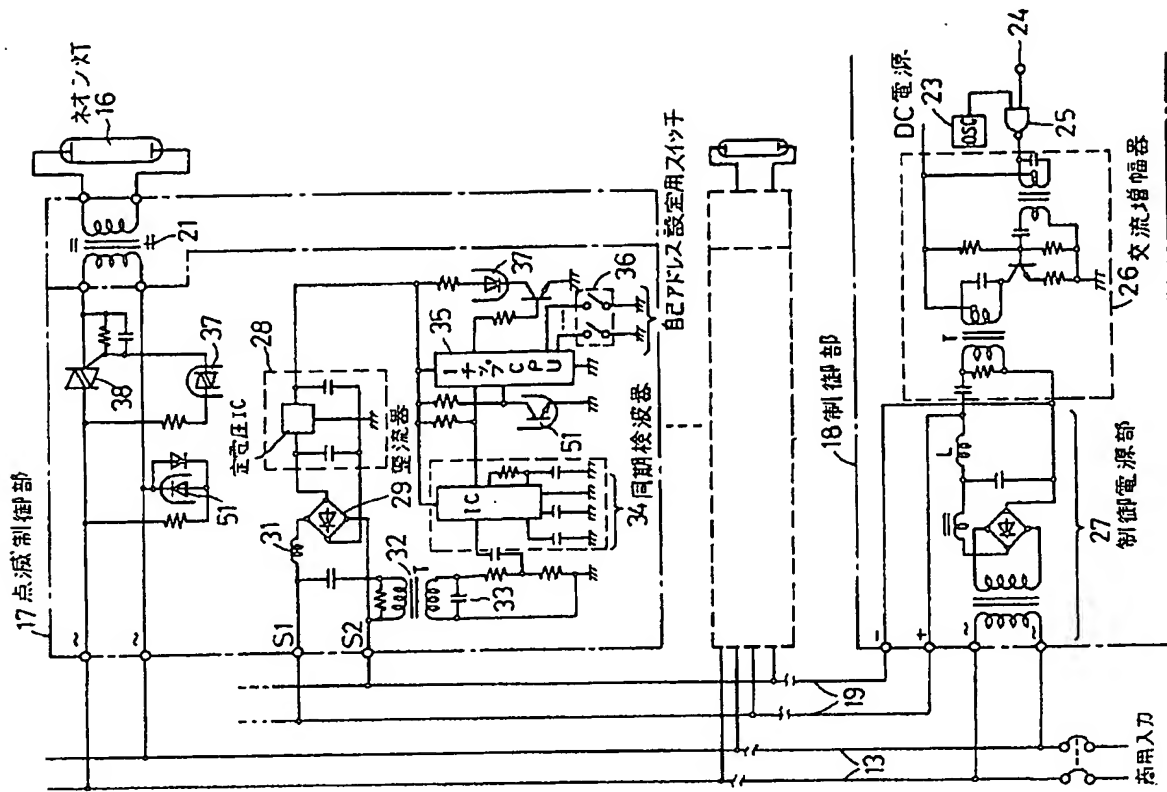 17 点滅制御部
ネオン灯
16
21
38
37
51
~
~
28
定電圧IC
29 整流器
31
32
33
T
S1
S2
IC
34 同期検波器
35
1チップCPU
37
36
51
自己アドレス設定用スイッチ
18 制御部
DC電源
23
OSC
24
25
26 交流増幅器
T
L
27
制御電源部
-
+
~
~
19
13
商用入力